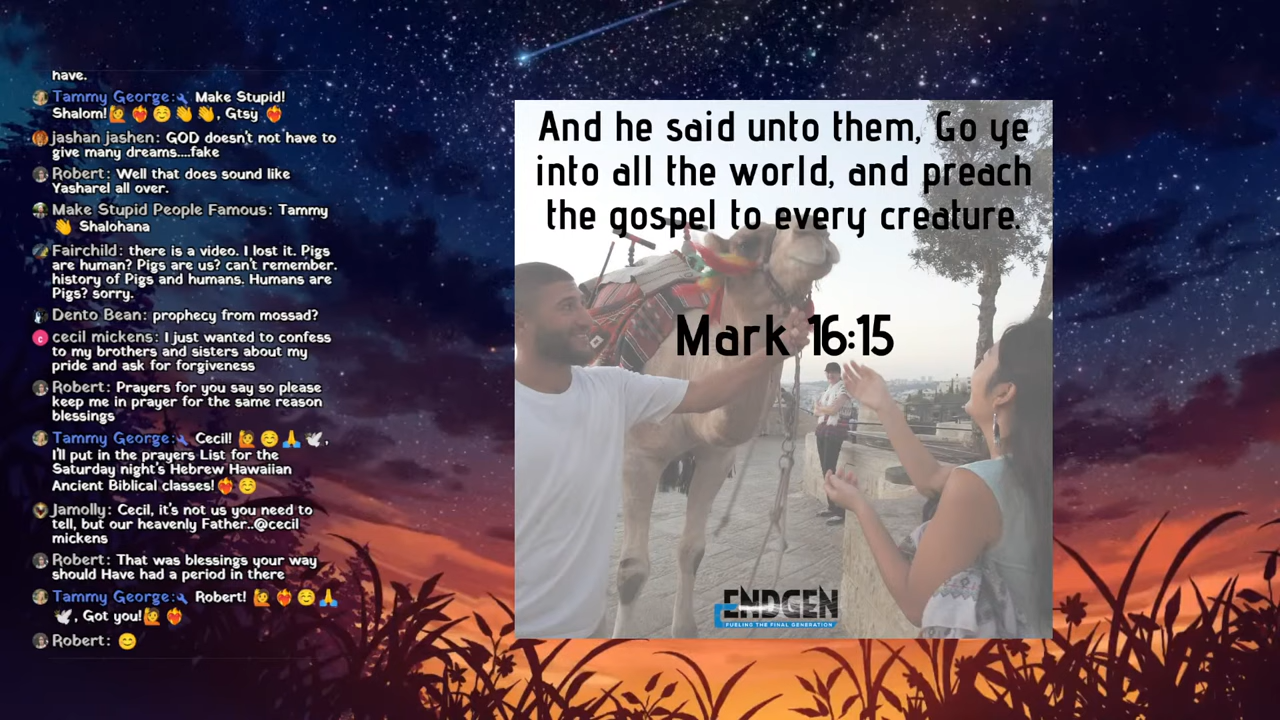 have.
Tammy George: Make Stupid!
Shalom!🙋❤️‍🔥☺️👋👋, Gtsy ❤️‍🔥
jashan jashen: GOD doesn't not have to
give many dreams....fake
Robert: Well that does sound like
Yasharel all over.
Make Stupid People Famous: Tammy
👋 Shalohana
Fairchild: there is a video. I lost it. Pigs
are human? Pigs are us? can't remember.
history of Pigs and humans. Humans are
Pigs? sorry.
Dento Bean: prophecy from mossad?
cecil mickens: I just wanted to confess
to my brothers and sisters about my
pride and ask for forgiveness
Robert: Prayers for you say so please
keep me in prayer for the same reason
blessings
Tammy George: Cecil! 🙋☺️🙏🕊️,
I'll put in the prayers List for the
Saturday night's Hebrew Hawaiian
Ancient Biblical classes!❤️‍🔥☺️
Jamolly: Cecil, it's not us you need to
tell, but our heavenly Father..@cecil
mickens
Robert: That was blessings your way
should Have had a period in there
Tammy George: Robert! 🙋❤️‍🔥☺️🙏
🕊️, Got you!🙋❤️‍🔥
Robert: 😊
And he said unto them, Go ye
into all the world, and preach
the gospel to every creature.
Mark 16:15
ENDGEN
FUELING THE FINAL GENERATION